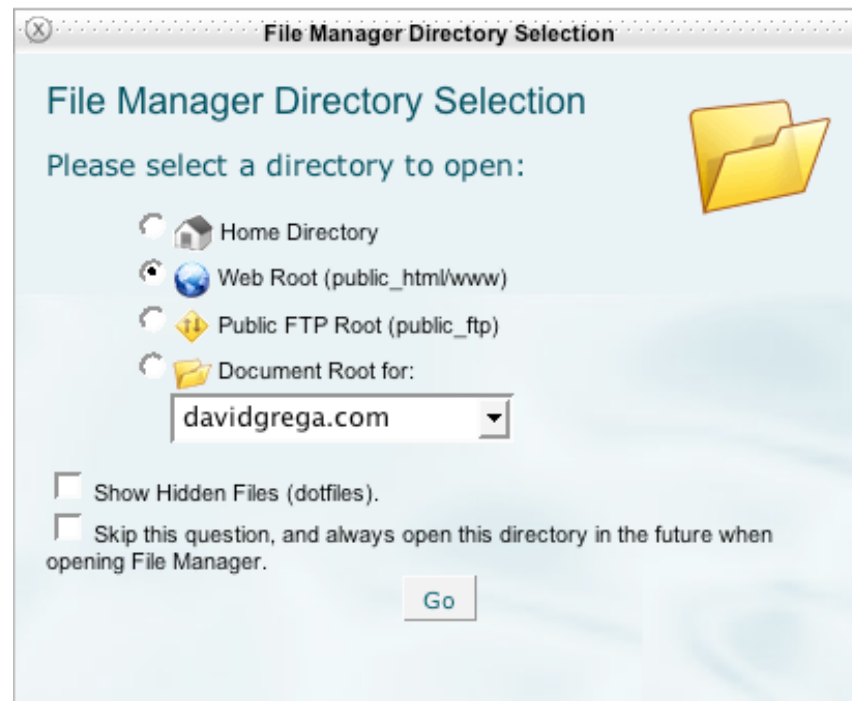 File Manager Directory Selection
File Manager Directory Selection
Please select a directory to open:
Home Directory
Web Root (public_html/www)
Public FTP Root (public_ftp)
Document Root for:
davidgrega.com
Show Hidden Files (dotfiles).
Skip this question, and always open this directory in the future when
opening File Manager.
Go